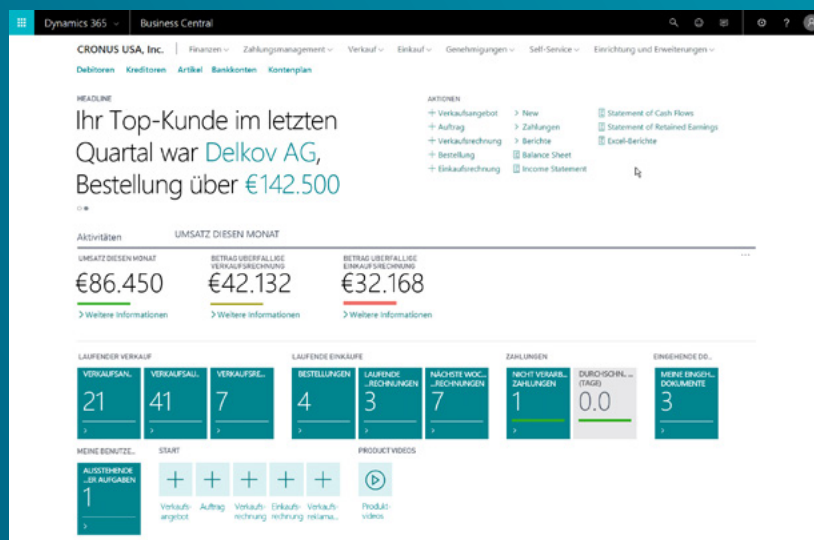 Dynamics 365 Business Central
CRONUS USA, Inc. Finanzen Zahlungsmanagement Verkauf Einkauf Genehmigungen Self-Service Einrichtung und Erweiterungen
Debitoren Kreditoren Artikel Bankkonten Kontenplan
HEADLINE
Ihr Top-Kunde im letzten
Quartal war Delkov AG,
Bestellung über €142.500
AKTIONEN
+ Verkaufsangebot > New Statement of Cash Flows
+ Auftrag > Zahlungen Statement of Retained Earnings
+ Verkaufsrechnung > Berichte Excel-Berichte
+ Bestellung Balance Sheet
+ Einkaufsrechnung Income Statement
Aktivitäten UMSATZ DIESEN MONAT
UMSATZ DIESEN MONAT
€86.450
> Weitere Informationen
BETRAG UBERFALLIGE
VERKAUFSRECHNUNG
€42.132
> Weitere Informationen
BETRAG UBERFALLIGE
EINKAUFSRECHNUNG
€32.168
> Weitere Informationen
LAUFENDER VERKAUF
VERKAUFSAN..
21
VERKAUFSAU..
41
VERKAUFSRE...
7
LAUFENDE EINKÄUFE
BESTELLUNGEN
4
LAUFENDE
...RECHNUNGEN
3
NÄCHSTE WOC...
...RECHNUNGEN
7
ZAHLUNGEN
NICHT VERARB...
ZAHLUNGEN
1
DURCHSCHN. ...
(TAGE)
0.0
EINGEHENDE DO...
MEINE EINGEH...
DOKUMENTE
3
MEINE BENUTZE...
AUSSTEHENDE
...ER AUFGABEN
1
START
Verkaufs-
angebot
Auftrag
Verkaufs-
rechnung
Einkaufs-
rechnung
Verkaufs-
reklama...
PRODUCT VIDEOS
Produkt-
videos